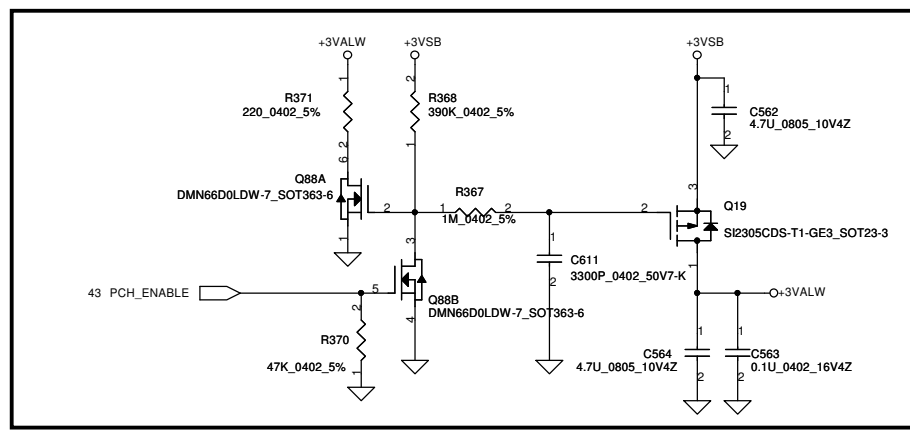 +3VALW
+3VSB
+3VSB
1
2
1
R371
220_0402_5%
R368
390K_0402_5%
C562
4.7U_0805_10V4Z
2
2
6
1
3
Q88A
DMN66D0LDW-7_SOT363-6
R367
Q19
2
1
2
2
1M_0402_5%
SI2305CDS-T1-GE3_SOT23-3
1
3
1
C611
3300P_0402_50V7-K
1
2
43 PCH_ENABLE
5
Q88B
DMN66D0LDW-7_SOT363-6
+3VALW
2
4
R370
47K_0402_5%
1
1
1
C564
4.7U_0805_10V4Z
C563
0.1U_0402_16V4Z
2
2